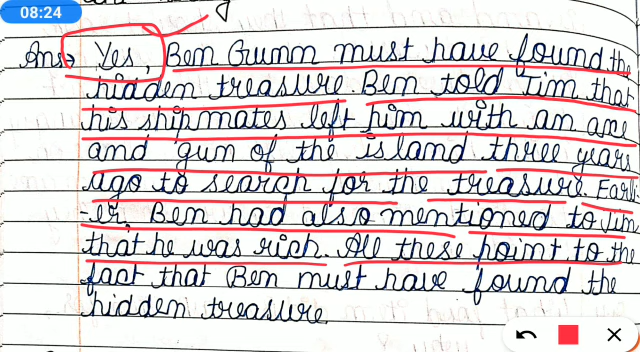 08:24
Ans→ Yes, Ben Gunn must have found the
hidden treasure. Ben told Jim that
his shipmates left him with an axe
and gun of the island three years
ago to search for the treasure. Earli
-er, Ben had also mentioned to Jim
that he was rich. All these point to the
fact that Ben must have found the
hidden treasure